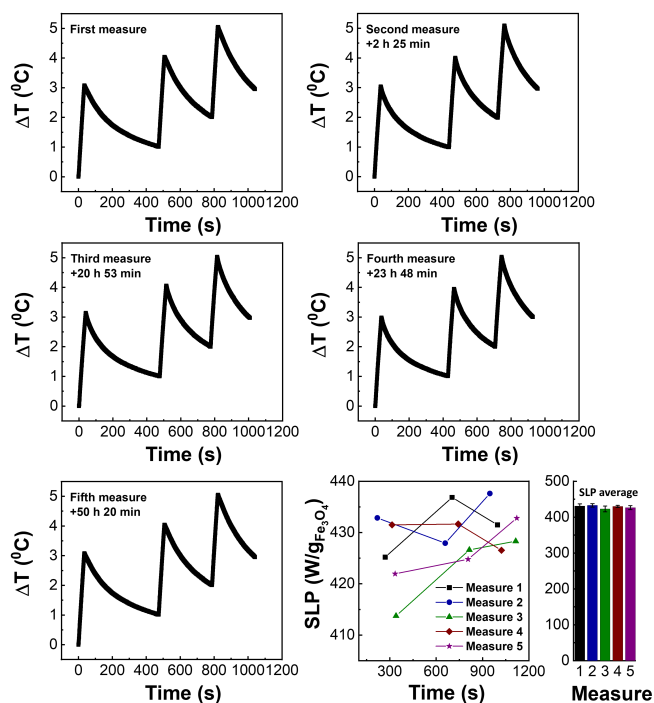 First measure
5
4
3
2
1
0
ΔT (⁰C)
0 200 400 600 800 1000 1200
Time (s)
Second measure
+2 h 25 min
5
4
3
2
1
0
ΔT (⁰C)
0 200 400 600 800 1000 1200
Time (s)
Third measure
+20 h 53 min
5
4
3
2
1
0
ΔT (⁰C)
0 200 400 600 800 1000 1200
Time (s)
Fourth measure
+23 h 48 min
5
4
3
2
1
0
ΔT (⁰C)
0 200 400 600 800 1000 1200
Time (s)
Fifth measure
+50 h 20 min
5
4
3
2
1
0
ΔT (⁰C)
0 200 400 600 800 1000 1200
Time (s)
440
430
420
410
SLP (W/gFe₃O₄)
Measure 1
Measure 2
Measure 3
Measure 4
Measure 5
300 600 900 1200
Time (s)
SLP average
500
400
300
200
100
0
1 2 3 4 5
Measure